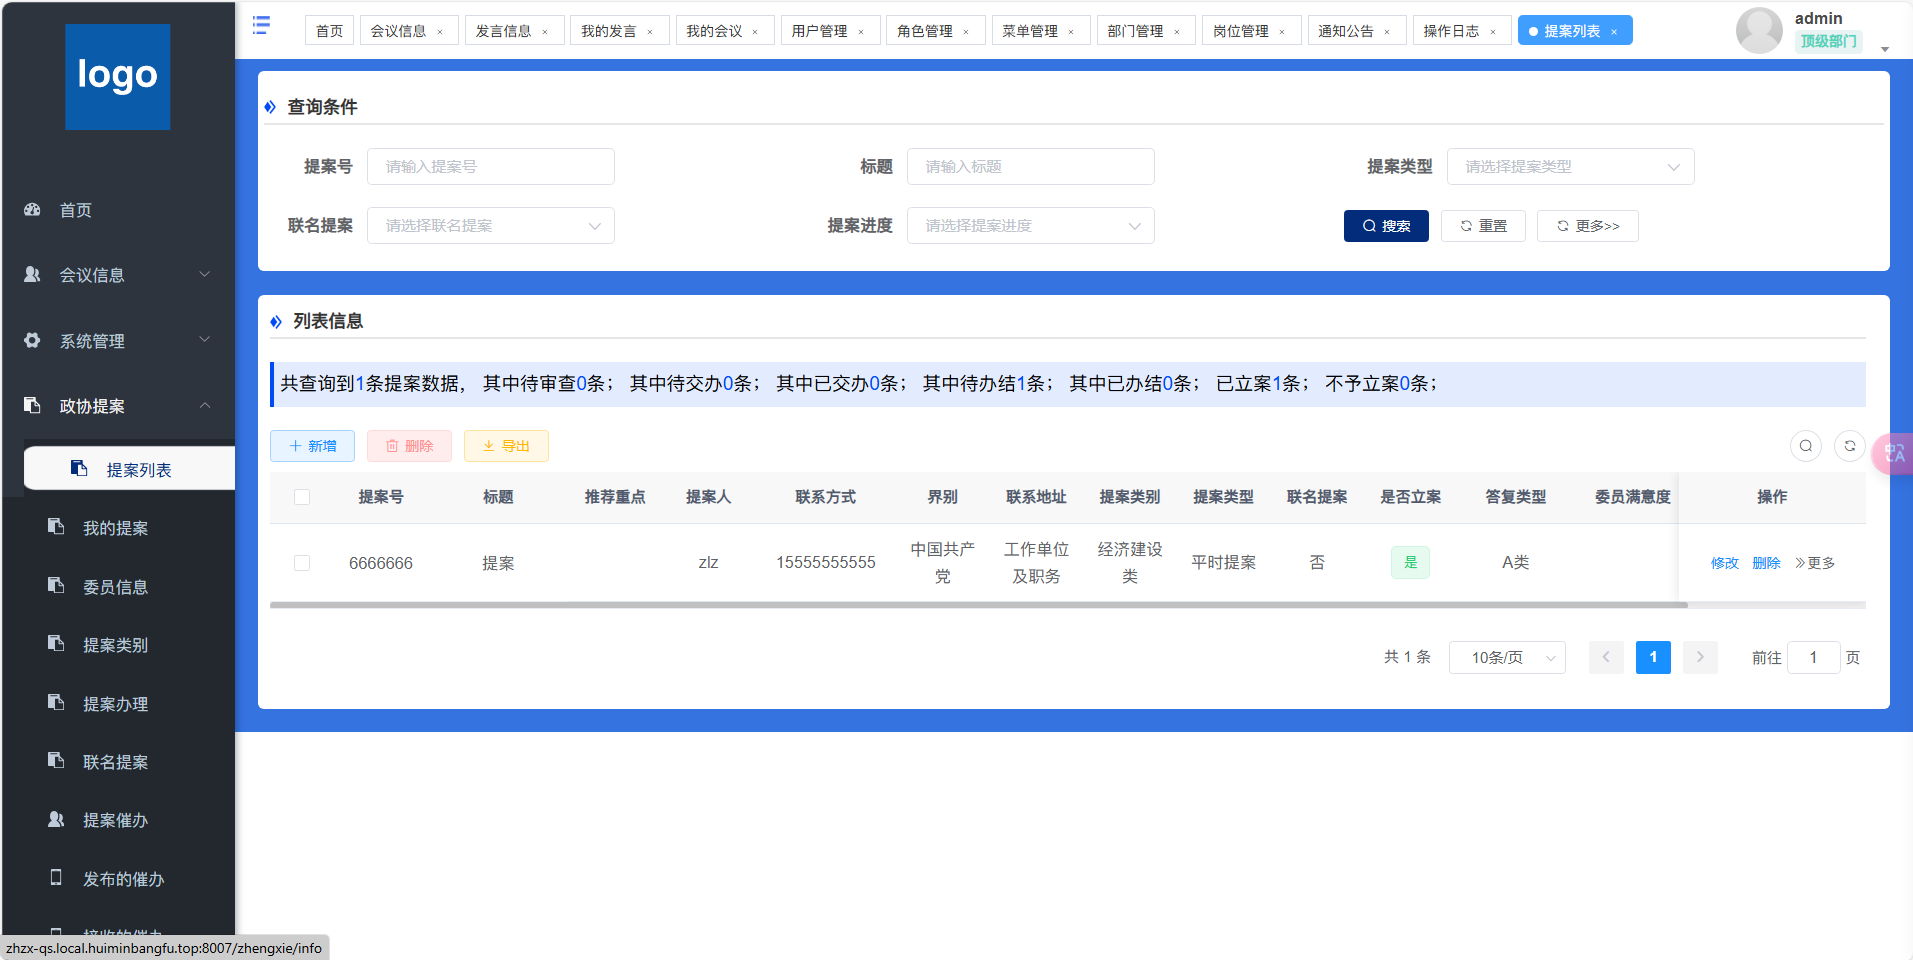 logo
首页
会议信息
系统管理
政协提案
提案列表
我的提案
委员信息
提案类别
提案办理
联名提案
提案催办
发布的催办
接收的催办
zhzx-qs.local.huiminbangfu.top:8007/zhengxie/info
首页 会议信息 × 发言信息 × 我的发言 × 我的会议 × 用户管理 × 角色管理 × 菜单管理 × 部门管理 × 岗位管理 × 通知公告 × 操作日志 × 提案列表 ×
admin
顶级部门
查询条件
提案号 请输入提案号 标题 请输入标题 提案类型 请选择提案类型
联名提案 请选择联名提案 提案进度 请选择提案进度 搜索 重置 更多>>
列表信息
共查询到1条提案数据， 其中待审查0条； 其中待交办0条； 其中已交办0条； 其中待办结1条； 其中已办结0条； 已立案1条； 不予立案0条；
新增 删除 导出
中A
提案号 标题 推荐重点 提案人 联系方式 界别 联系地址 提案类别 提案类型 联名提案 是否立案 答复类型 委员满意度 操作
6666666 提案 zlz 15555555555 中国共产党 工作单位及职务 经济建设类 平时提案 否 是 A类 修改 删除 更多
共 1 条 10条/页 1 前往 1 页